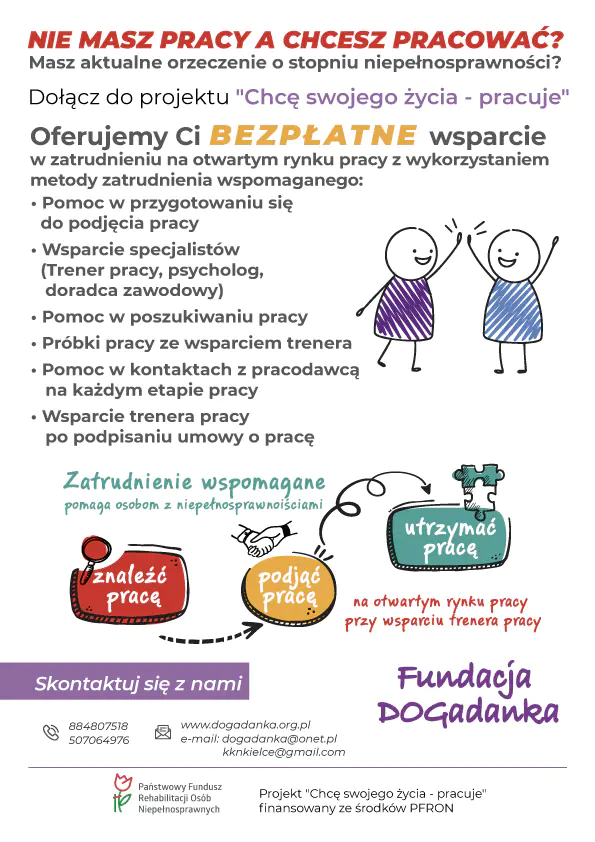 NIE MASZ PRACY A CHCESZ PRACOWAĆ?
Masz aktualne orzeczenie o stopniu niepełnosprawności?
Dołącz do projektu "Chcę swojego życia - pracuje"
Oferujemy Ci BEZPŁATNE wsparcie
w zatrudnieniu na otwartym rynku pracy z wykorzystaniem
metody zatrudnienia wspomaganego:
• Pomoc w przygotowaniu się
do podjęcia pracy
• Wsparcie specjalistów
(Trener pracy, psycholog,
doradca zawodowy)
• Pomoc w poszukiwaniu pracy
• Próbki pracy ze wsparciem trenera
• Pomoc w kontaktach z pracodawcą
na każdym etapie pracy
• Wsparcie trenera pracy
po podpisaniu umowy o pracę
Zatrudnienie wspomagane
pomaga osobom z niepełnosprawnościami
znaleźć
pracę
podjąć
pracę
utrzymać
pracę
na otwartym rynku pracy
przy wsparciu trenera pracy
Skontaktuj się z nami
Fundacja
DOGadanka
884807518
507064976
www.dogadanka.org.pl
e-mail: dogadanka@onet.pl
kknkielce@gmail.com
Państwowy Fundusz
Rehabilitacji Osób
Niepełnosprawnych
Projekt "Chcę swojego życia - pracuje"
finansowany ze środków PFRON